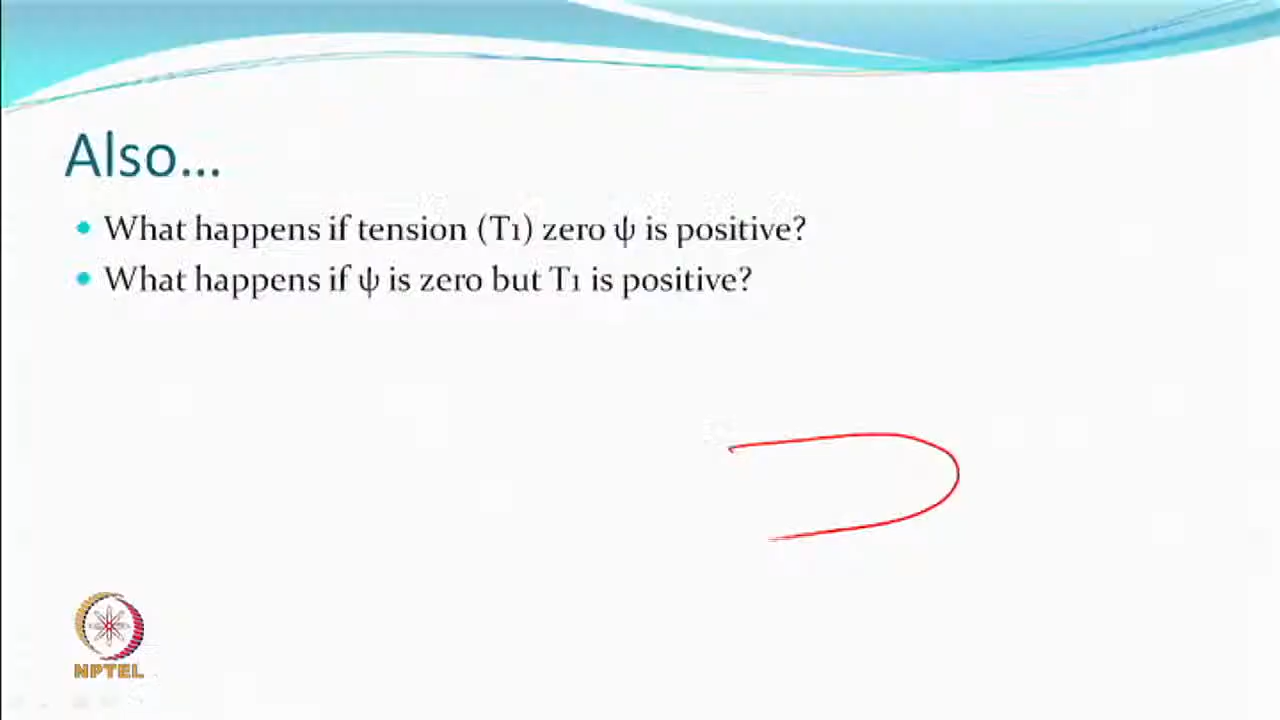 Also...
What happens if tension (T1) zero ψ is positive?
What happens if ψ is zero but T1 is positive?
NPTEL